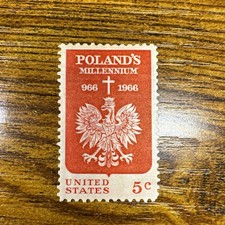 POLAND'S
MILLENNIUM
966 † 1966
UNITED
STATES 5c